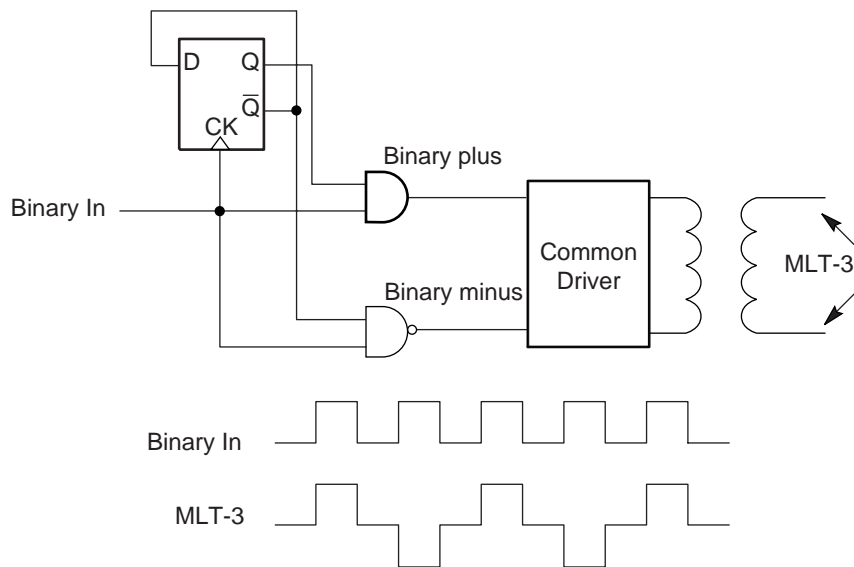 D Q
Q̅
CK
Binary plus
Binary In
Common
Driver
MLT-3
Binary minus
Binary In
MLT-3